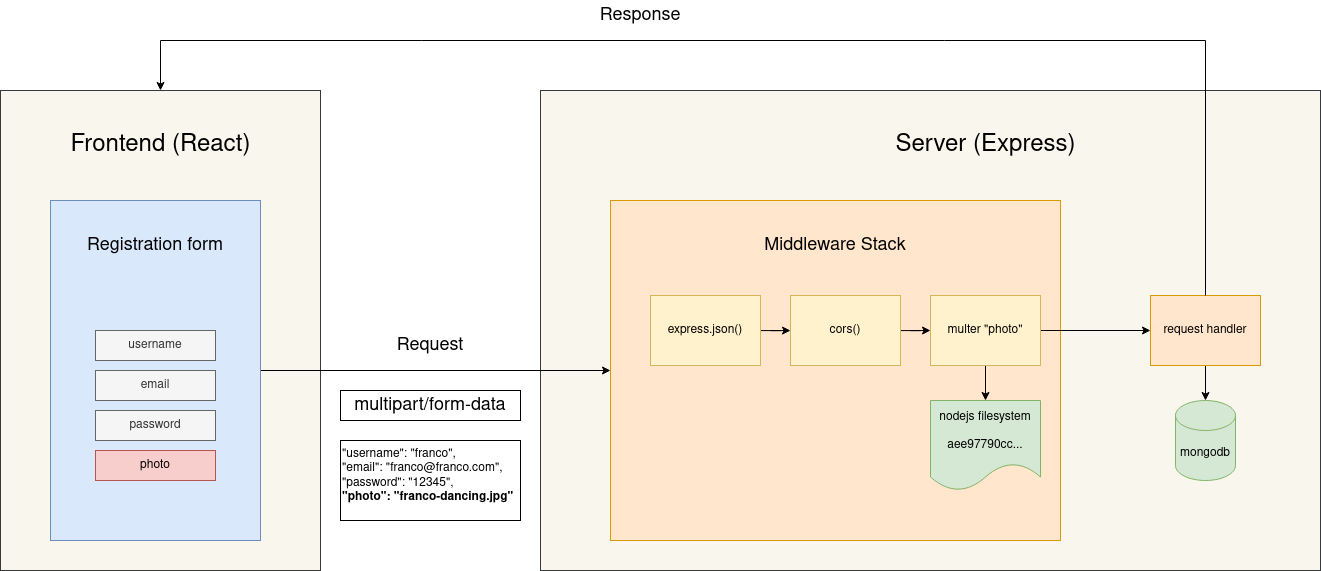 Response
Frontend (React)
Server (Express)
Registration form
username
email
password
photo
Request
multipart/form-data
"username": "franco",
"email": "franco@franco.com",
"password": "12345",
"photo": "franco-dancing.jpg"
Middleware Stack
express.json()
cors()
multer "photo"
request handler
nodejs filesystem
aee97790cc...
mongodb